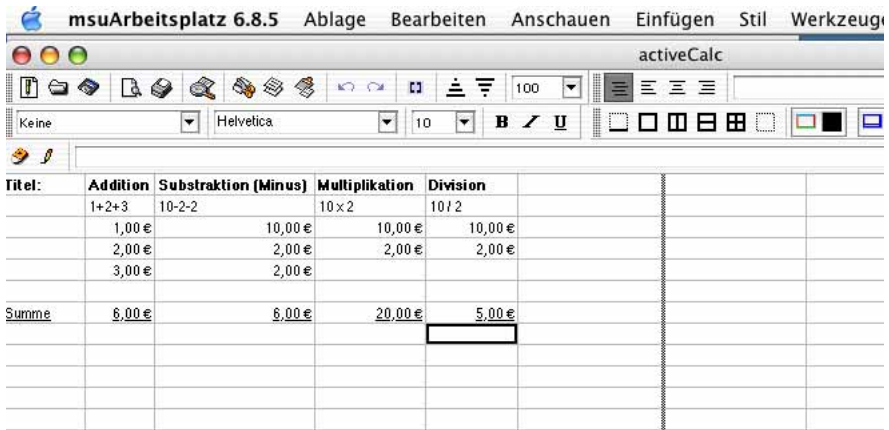 msuArbeitsplatz 6.8.5 Ablage Bearbeiten Anschauen Einfügen Stil Werkzeuge
activeCalc
100
Keine Helvetica 10 B I U
Titel: Addition Substraktion (Minus) Multiplikation Division
1+2+3 10-2-2 10 x 2 10 / 2
1,00 € 10,00 € 10,00 € 10,00 €
2,00 € 2,00 € 2,00 € 2,00 €
3,00 € 2,00 €
Summe 6,00 € 6,00 € 20,00 € 5,00 €